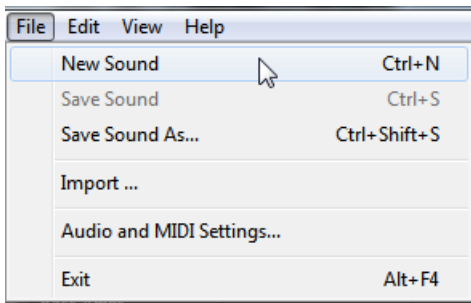 File Edit View Help
New Sound Ctrl+N
Save Sound Ctrl+S
Save Sound As... Ctrl+Shift+S
Import ...
Audio and MIDI Settings...
Exit Alt+F4